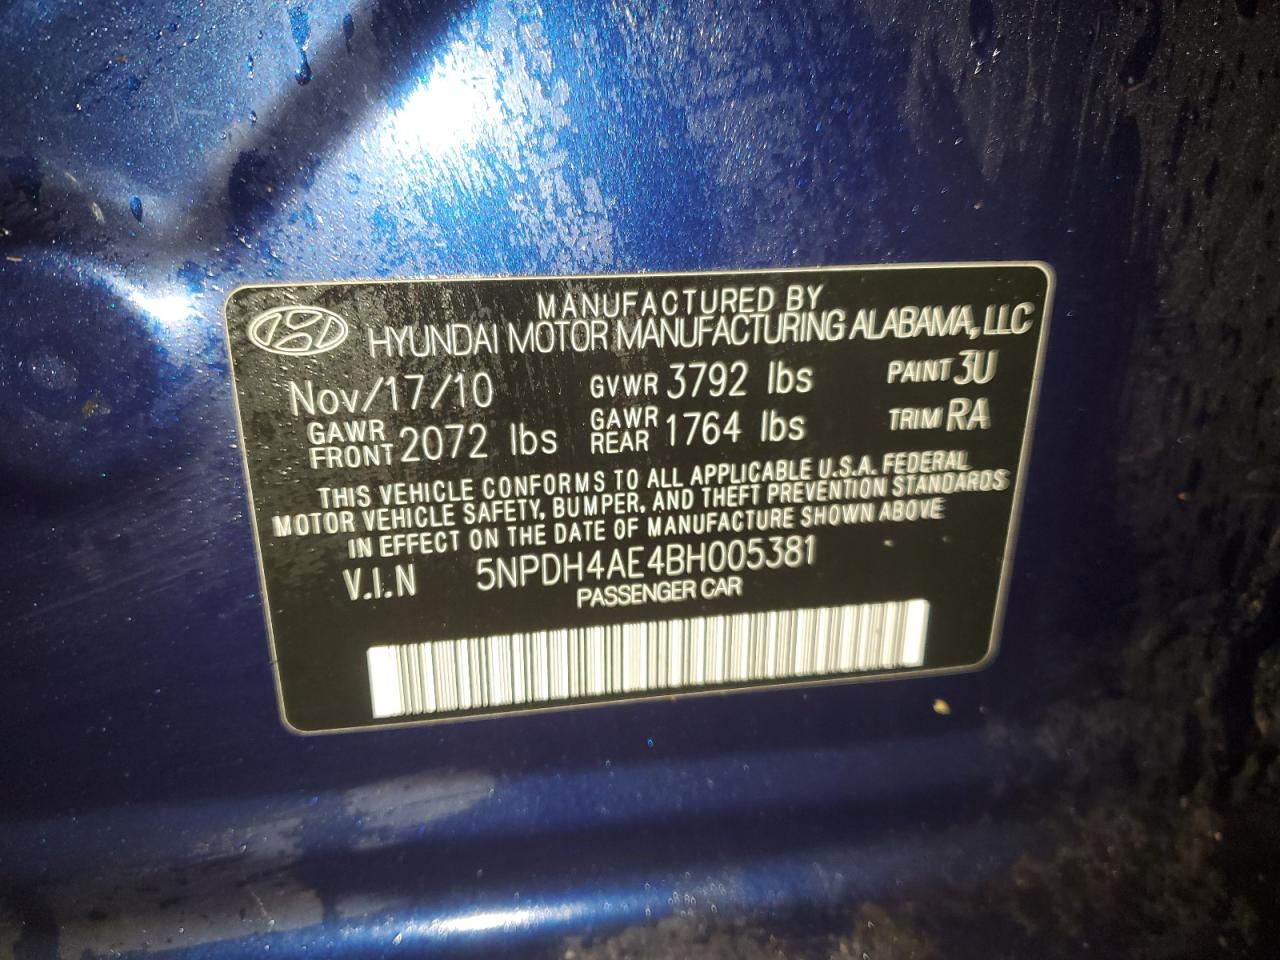 MANUFACTURED BY
HYUNDAI MOTOR MANUFACTURING ALABAMA, LLC
Nov/17/10 GVWR 3792 lbs PAINT 3U
GAWR FRONT 2072 lbs GAWR REAR 1764 lbs TRIM RA
THIS VEHICLE CONFORMS TO ALL APPLICABLE U.S.A. FEDERAL
MOTOR VEHICLE SAFETY, BUMPER, AND THEFT PREVENTION STANDARDS
IN EFFECT ON THE DATE OF MANUFACTURE SHOWN ABOVE
V.I.N 5NPDH4AE4BH005381
PASSENGER CAR